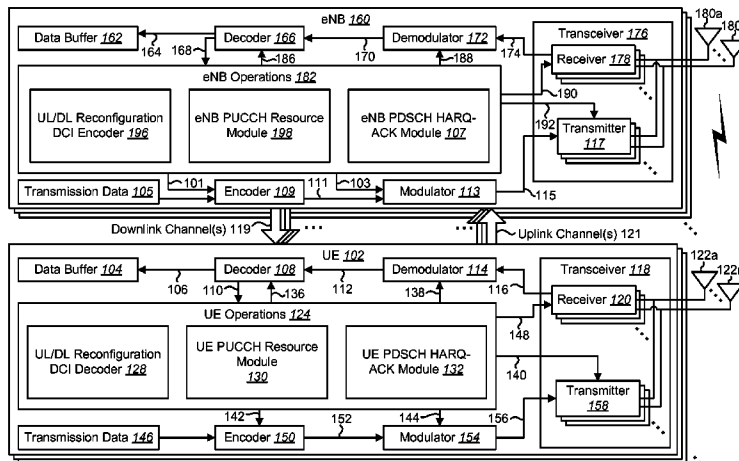 eNB 160
180a
180
Data Buffer 162
Decoder 166
Demodulator 172
Transceiver 176
Receiver 178
164
168
186
170
188
174
eNB Operations 182
190
192
UL/DL Reconfiguration
DCI Encoder 196
eNB PUCCH Resource
Module 198
eNB PDSCH HARQ-
ACK Module 107
Transmitter
117
101
103
Transmission Data 105
Encoder 109
111
Modulator 113
115
Downlink Channel(s) 119
Uplink Channel(s) 121
UE 102
122a
122
Data Buffer 104
Decoder 108
Demodulator 114
Transceiver 118
Receiver 120
106
110
136
112
138
116
UE Operations 124
148
140
UL/DL Reconfiguration
DCI Decoder 128
UE PUCCH Resource
Module
130
UE PDSCH HARQ-
ACK Module 132
Transmitter
158
142
152
144
156
Transmission Data 146
Encoder 150
Modulator 154